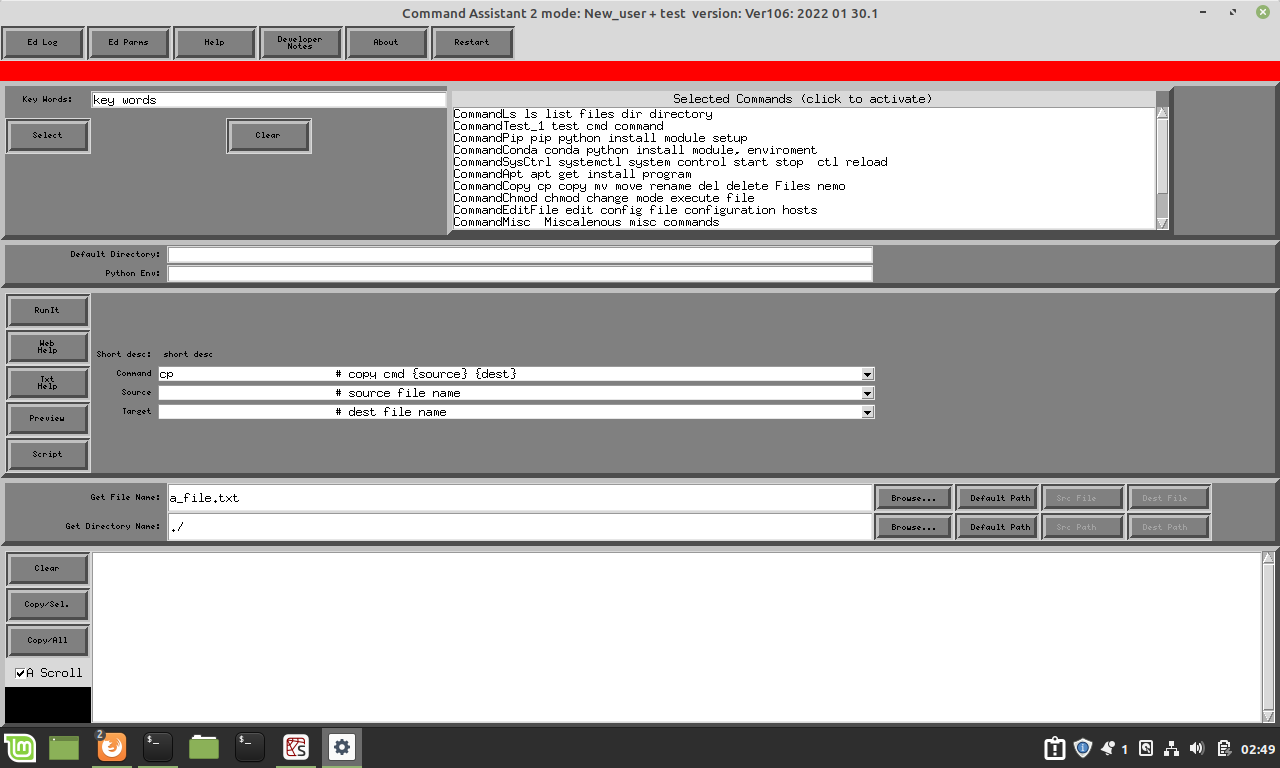 Command Assistant 2 mode: New_user + test version: Ver106: 2022 01 30.1
Ed Log
Ed Parms
Help
Developer
Notes
About
Restart
Key Words:
key words
Select
Clear
Selected Commands (click to activate)
CommandLs ls list files dir directory
CommandTest_1 test cmd command
CommandPip pip python install module setup
CommandConda conda python install module, enviroment
CommandSysCtrl systemctl system control start stop  ctl reload
CommandApt apt get install program
CommandCopy cp copy mv move rename del delete Files nemo
CommandChmod chmod change mode execute file
CommandEditFile edit config file configuration hosts
CommandMisc  Miscalenous misc commands
Default Directory:
Python Env:
RunIt
Web
Help
Txt
Help
Preview
Script
Short desc: short desc
Command cp # copy cmd {source} {dest}
Source # source file name
Target # dest file name
Get File Name: a_file.txt Browse... Default Path Src File Dest File
Get Directory Name: ./ Browse... Default Path Src Path Dest Path
Clear
Copy/Sel.
Copy/All
A Scroll
2
$_
$_
1
02:49